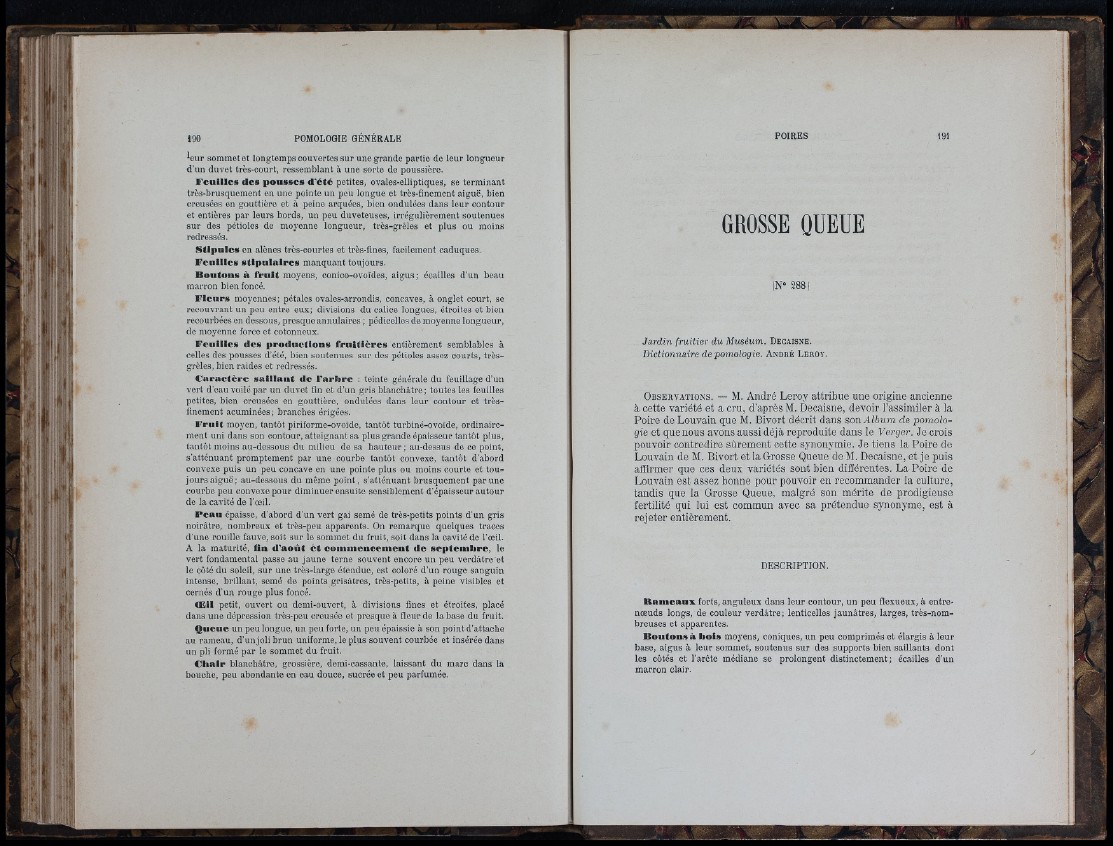 190 POMOLOGIE GÉNÉRALE
leur sommet et longtemps couvertes sur une grande partie de leur longueur
d'un duvet très-court, ressemblant à une sorte de poussière.
Feuilles des pousses d'été petites, ovales-elliptiques, se terminant
très-brusquement en une pointe un peu longue et très-finement aiguë, bien
creusées en gouttière et à peine arquées, bien ondulées dans leur contour
et entières par leurs bords, un peu duveteuses, irrégulièrement soutenues
sur des pétioles de moyenne longueur, très-grêles et plus ou moins
redressés.
Stipules en alènes très-courtes et très-fines, facilement caduques.
Feuilles stipulaires manquant toujours.
Boutons à fruit moyens, conico-ovoïdes, aigus; écailles d'un beau
marron bien foncé.
Fleurs moyennes; pétales ovales-arrondis, concaves, à onglet court, se
recouvrant un peu entre eux; divisions du calice longues, étroites et bien
recourbées en dessous, presque annulaires; pédicelles de moyenne longueur,
de moyenne force et cotonneux.
Feuilles des productions fruitières entièrement semblables à
celles des pousses d'été, bien soutenues sur des pétioles assez courts, très-
grêles, bien raides et redressés.
Caractère saillant de l'arbre : teinte générale du feuillage d'un
vert d'eau voilé par un duvet fin et d'un gris blanchâtre; toutes les feuilles
petites, bien creusées en gouttière, ondulées dans leur contour et très-
finement acuminées; branches érigées.
Fruit moyen, tantôt piriforme-ovoïde, tantôt turbiné-ovoïde, ordinaire-
ment uni dans son contour, atteignant sa plus grande épaisseur tantôt plus,
tantôt moins au-dessous du milieu de sa hauteur; au-dessus de ce point,
s'atténuant promptement par une courbe tantôt convexe, tantôt d'abord
convexe puis un peu concave en une pointe plus ou moins courte et tou-
jours aiguë; au-dessous du même point, s'atténuant brusquement par une
courbe peu convexe pour diminuer ensuite sensiblement d'épaisseur autour
de la cavité de l'œil.
Peau épaisse, d'abord d'un vert gai semé de très-petits points d'un gris
noirâtre, nombreux et très-peu apparents. On remarque quelques traces
d'une rouille fauve, soit sur le sommet du fruit, soit dans la cavité de l'œil.
A la maturité, fin d'août et commencement de septembre, le
vert fondamental passe au jaune terne souvent encore un peu verdâtre et
le côté du soleil, sur une très-large étendue, est coloré d'un rouge sanguin
intense, brillant, semé de points grisâtres, très-petits, à peine visibles et
cernés d'un rouge plus foncé.
Œil petit, ouvert ou demi-ouvert, à divisions fines et étroites, placé
dans une dépression très-peu creusée et presque à fleur de la base du fruit.
Queue un peu longue, un peu forte, un peu épaissie à son point d'attache
au rameau, d'un joli brun uniforme, le plus souvent courbée et insérée dans
un pli formé par le sommet du fruit.
Chair blanchâtre, grossière, demi-cassante, laissant du marc dans la
bouche, peu abondante en eau douce, sucrée et peu parfumée.
POIRES 191
GROSSE QUEUE
(N° 288)
Jardin fruitier du Muséum. DECAISNE.
Dictionnaire de pomologie. ANDRÉ LEROY.
OBSERVATIONS. — M. André Leroy attribue une origine ancienne
à cette variété et a cru, d'après M. Decaisne, devoir l'assimiler à la
Poire de Louvain que M. Bivort décrit dans son Album de pomolo-
gie et que nous avons aussi déjà reproduite dans le Verger. Je crois
pouvoir contredire sûrement cette synonymie. Je tiens la Poire de
Louvain de M. Bivort et la Grosse Queue de M. Decaisne, et je puis
affirmer que ces deux variétés sont bien différentes. La Poire de
Louvain est assez bonne pour pouvoir en recommander la culture,
tandis que la Grosse Queue, malgré son mérite de prodigieuse
fertilité qui lui est commun avec sa prétendue synonyme, est à
rejeter entièrement.
DESCRIPTION.
Rameaux forts, anguleux dans leur contour, un peu flexueux, à entre-
nœuds longs, de couleur verdâtre; lenticelles jaunâtres, larges, très-nom-
breuses et apparentes.
Boutons à bois moyens, coniques, un peu comprimés et élargis à leur
base, aigus à leur sommet, soutenus sur des supports bien saillants dont
les côtés et l'arête médiane se prolongent distinctement; écailles d'un
marron clair.